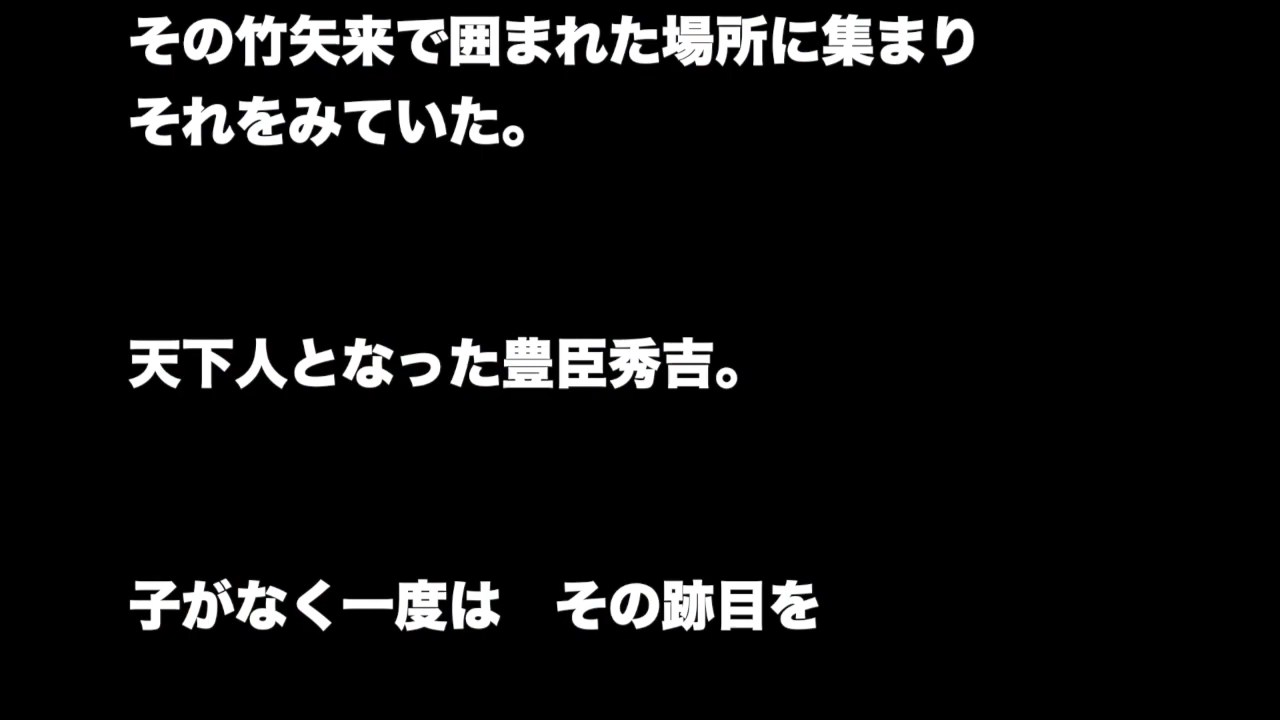 その竹矢来で囲まれた場所に集まり
それをみていた。
天下人となった豊臣秀吉。
子がなく一度は　その跡目を